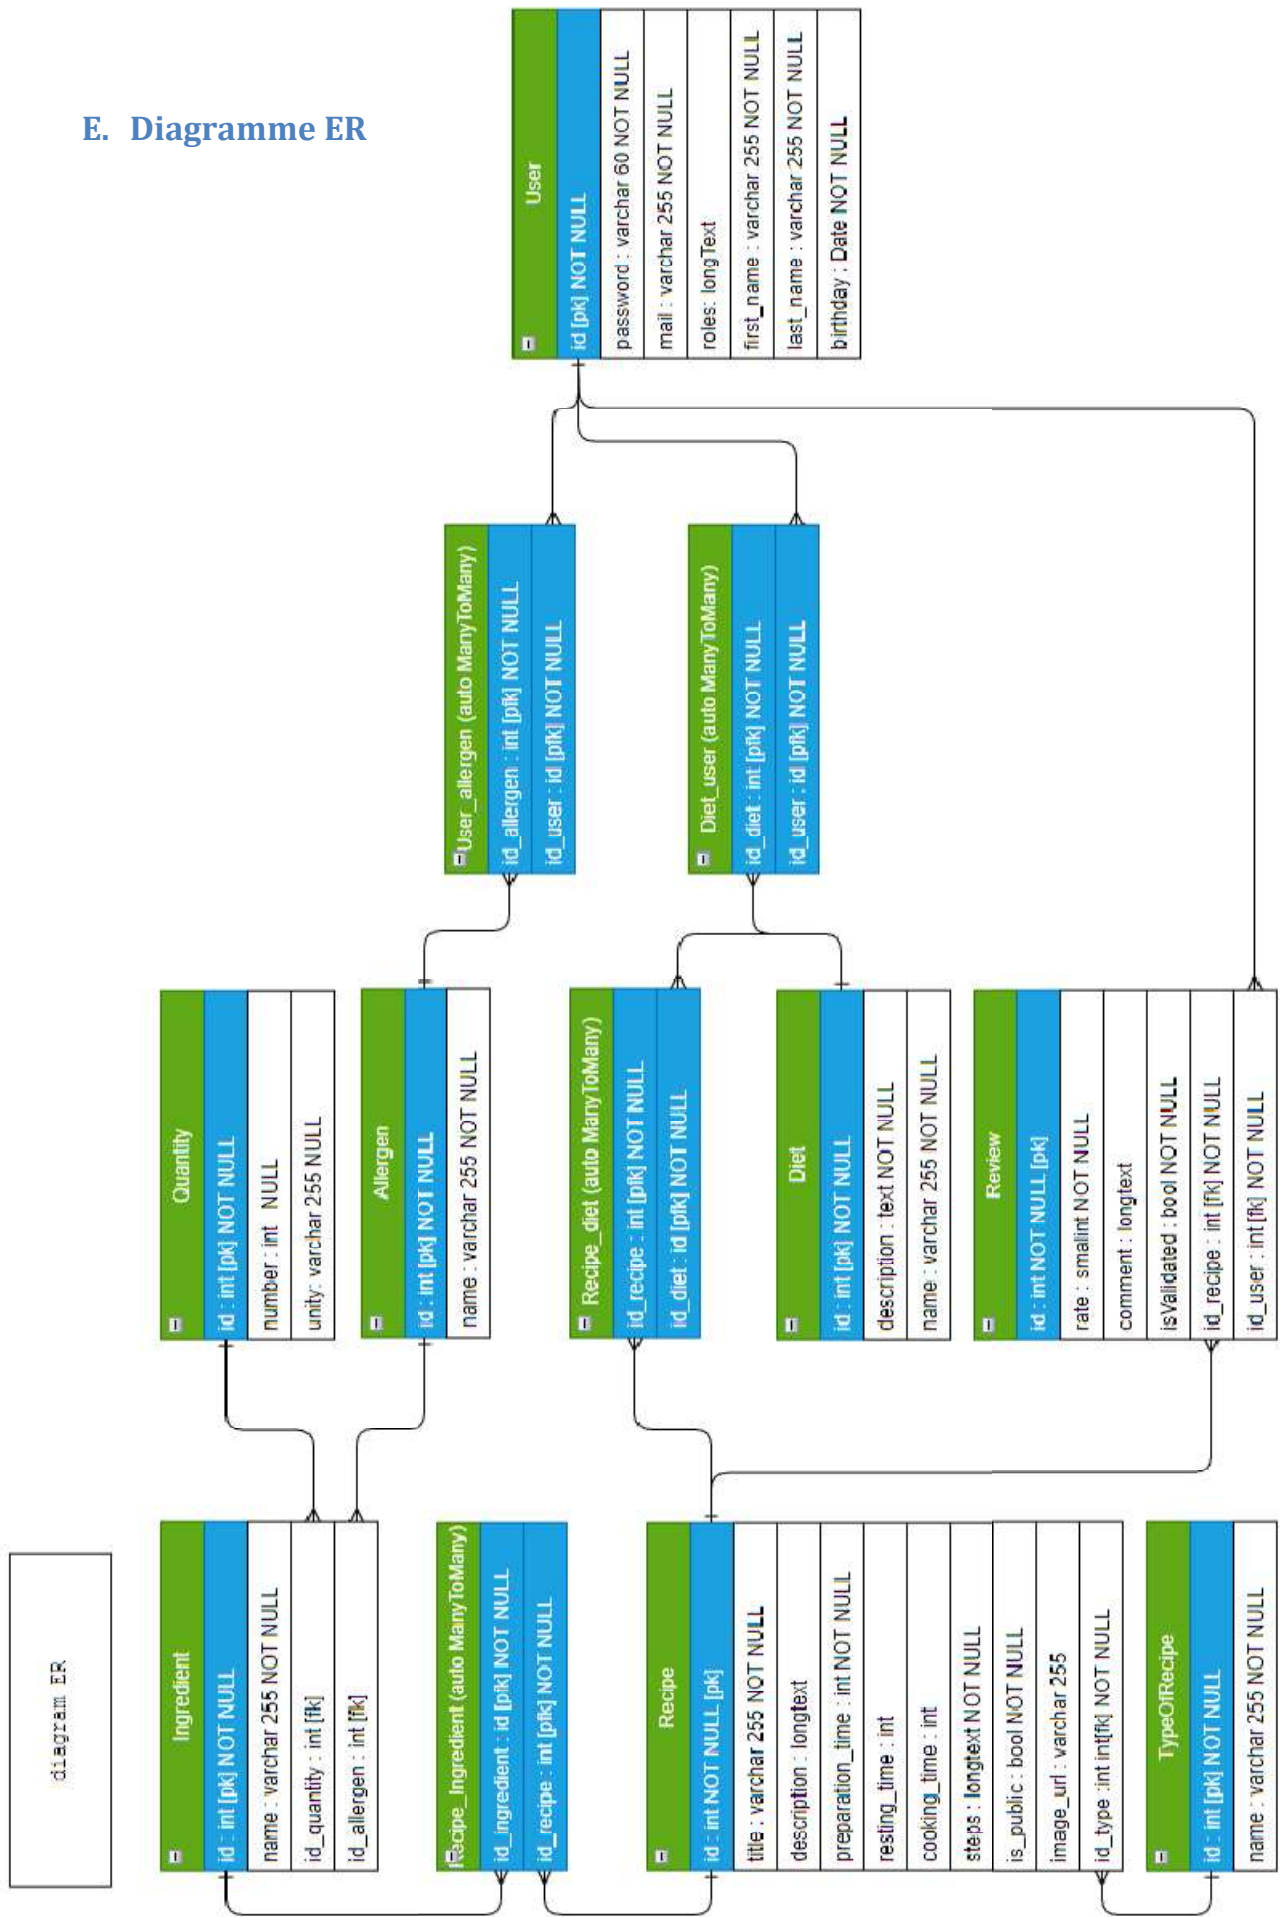 E. Diagramme ER
diagram ER
Ingredient
id : int [pk] NOT NULL
name : varchar 255 NOT NULL
id_quantity : int [fk]
id_allergen : int [fk]
Recipe_Ingredient (auto ManyToMany)
id_ingredient : id [pfk] NOT NULL
id_recipe : int [pfk] NOT NULL
Recipe
id : int NOT NULL [pk]
title : varchar 255 NOT NULL
description : longtext
preparation_time : int NOT NULL
resting_time : int
cooking_time : int
steps : longtext NOT NULL
is_public : bool NOT NULL
image_url : varchar 255
id_type :int int[fk] NOT NULL
TypeOfRecipe
id : int [pk] NOT NULL
name : varchar 255 NOT NULL
Quantity
id : int [pk] NOT NULL
number : int NULL
unity: varchar 255 NULL
Allergen
id : int [pk] NOT NULL
name : varchar 255 NOT NULL
Recipe_diet (auto ManyToMany)
id_recipe : int [pfk] NOT NULL
id_diet : id [pfk] NOT NULL
Diet
id : int [pk] NOT NULL
description : text NOT NULL
name : varchar 255 NOT NULL
Review
id : int NOT NULL [pk]
rate : smalint NOT NULL
comment : longtext
isValidated : bool NOT NULL
id_recipe : int [fk] NOT NULL
id_user : int [fk] NOT NULL
User_allergen (auto ManyToMany)
id_allergen : int [pfk] NOT NULL
id_user : id [pfk] NOT NULL
Diet_user (auto ManyToMany)
id_diet : int [pfk] NOT NULL
id_user : id [pfk] NOT NULL
User
id [pk] NOT NULL
password : varchar 60 NOT NULL
mail : varchar 255 NOT NULL
roles: longText
first_name : varchar 255 NOT NULL
last_name : varchar 255 NOT NULL
birthday : Date NOT NULL